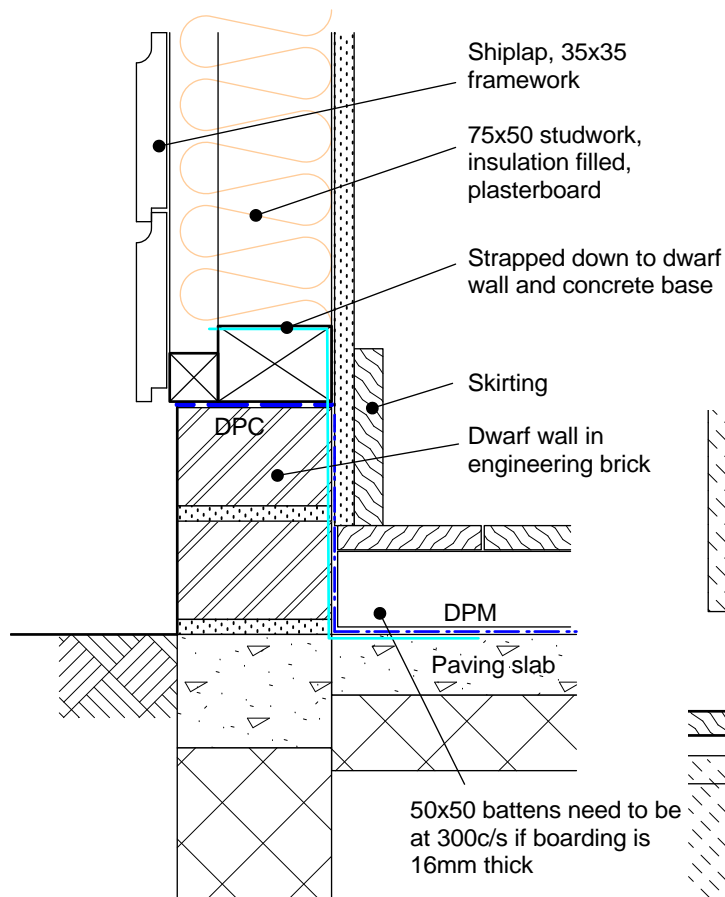 Shiplap, 35x35
framework
75x50 studwork,
insulation filled,
plasterboard
Strapped down to dwarf
wall and concrete base
Skirting
DPC
Dwarf wall in
engineering brick
DPM
Paving slab
50x50 battens need to be
at 300c/s if boarding is
16mm thick